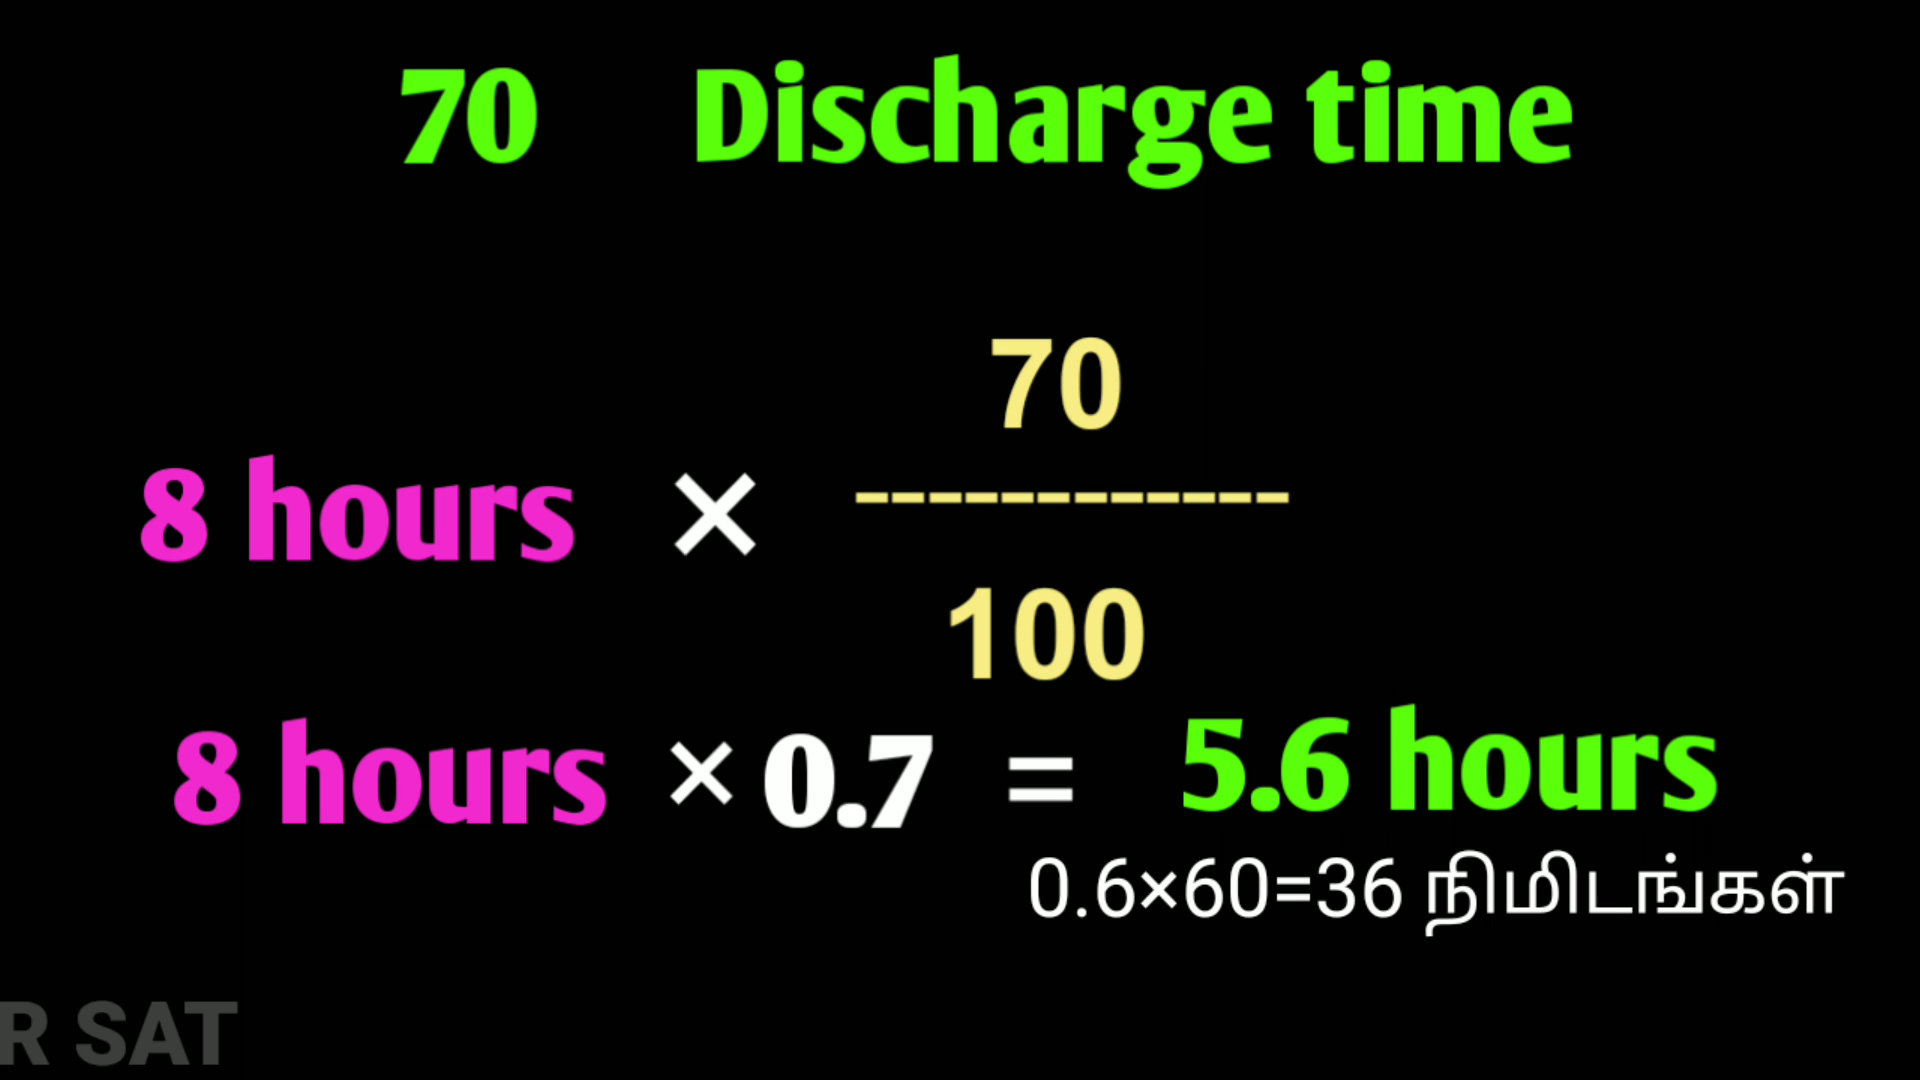 70 Discharge time
70
8 hours × -----------
100
8 hours × 0.7 = 5.6 hours
0.6×60=36 நிமிடங்கள்
R SAT